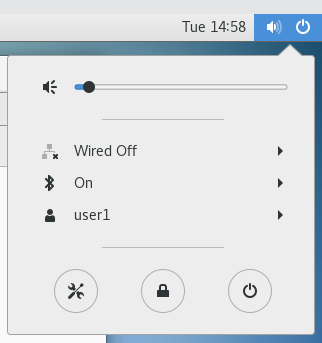 Tue 14:58
Wired Off
On
user1